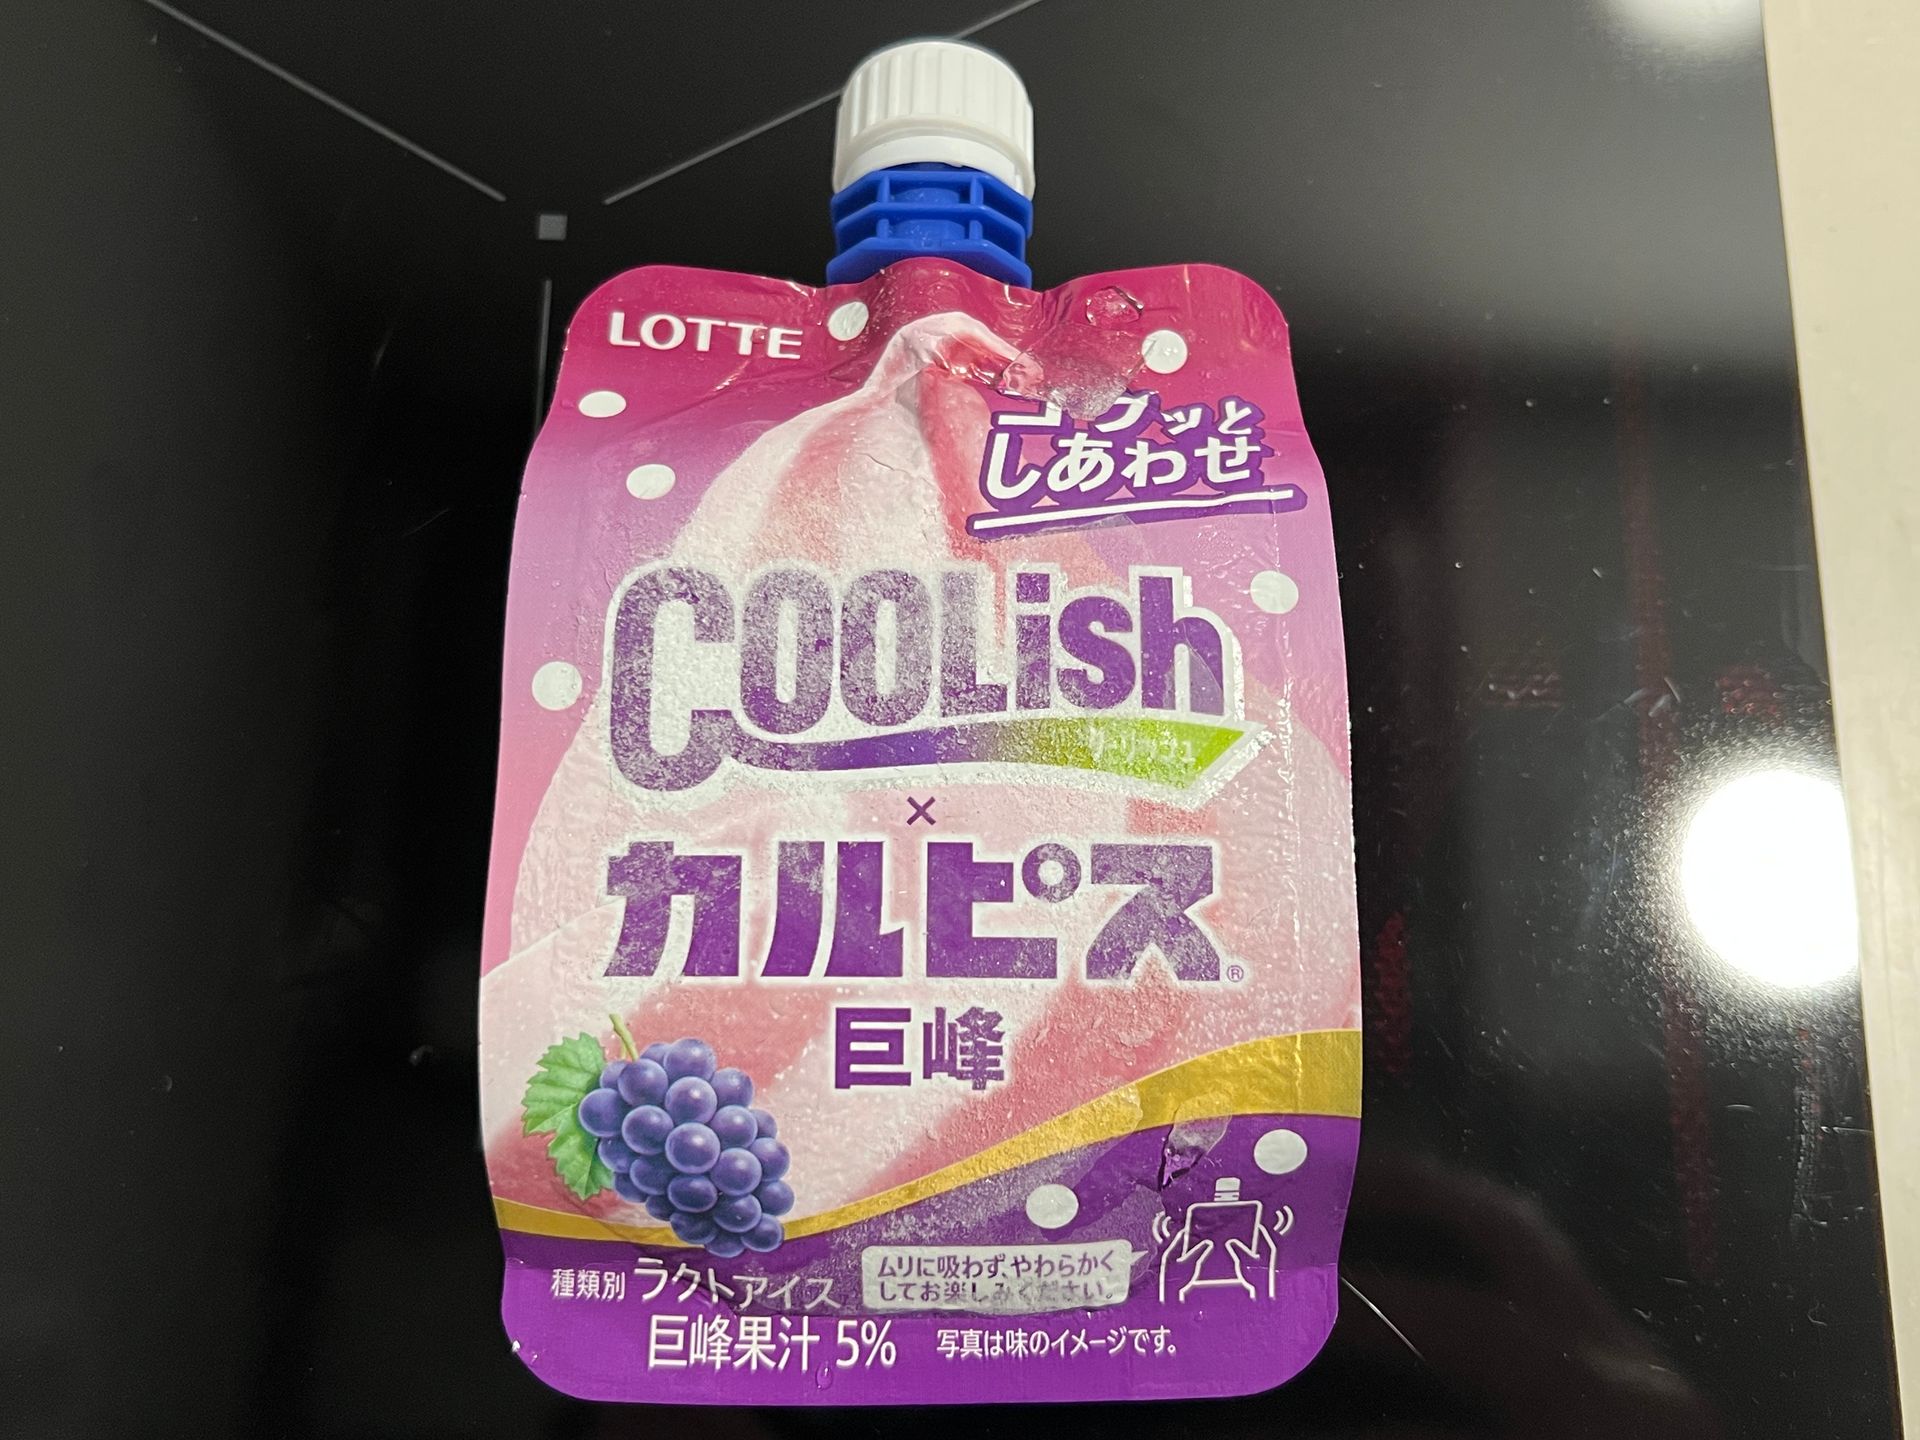 LOTTE
ゴクッと
しあわせ
COOLish
クーリッシュ
×
カルピス®
巨峰
種類別 ラクトアイス
ムリに吸わず、やわらかく
してお楽しみください。
巨峰果汁 5%
写真は味のイメージです。